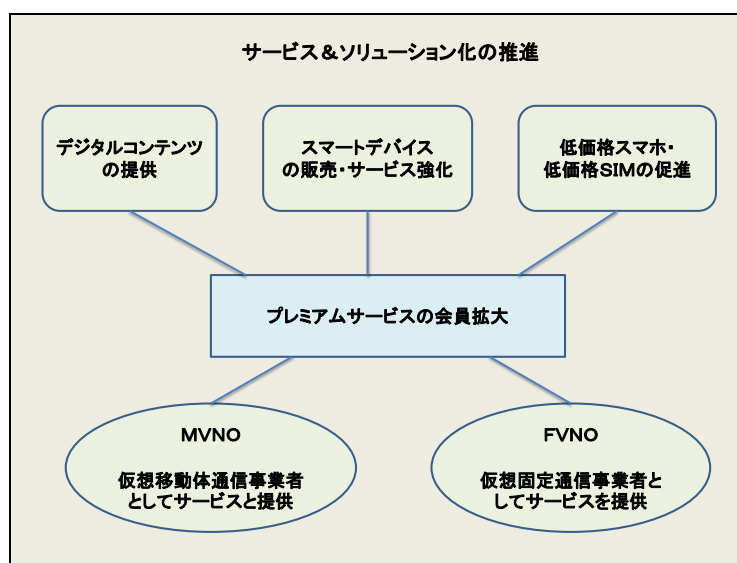 サービス＆ソリューション化の推進
デジタルコンテンツ
の提供
スマートデバイス
の販売・サービス強化
低価格スマホ・
低価格ＳＩＭの促進
プレミアムサービスの会員拡大
ＭＶＮＯ
仮想移動体通信事業者
としてサービスと提供
ＦＶＮＯ
仮想固定通信事業者と
してサービスを提供